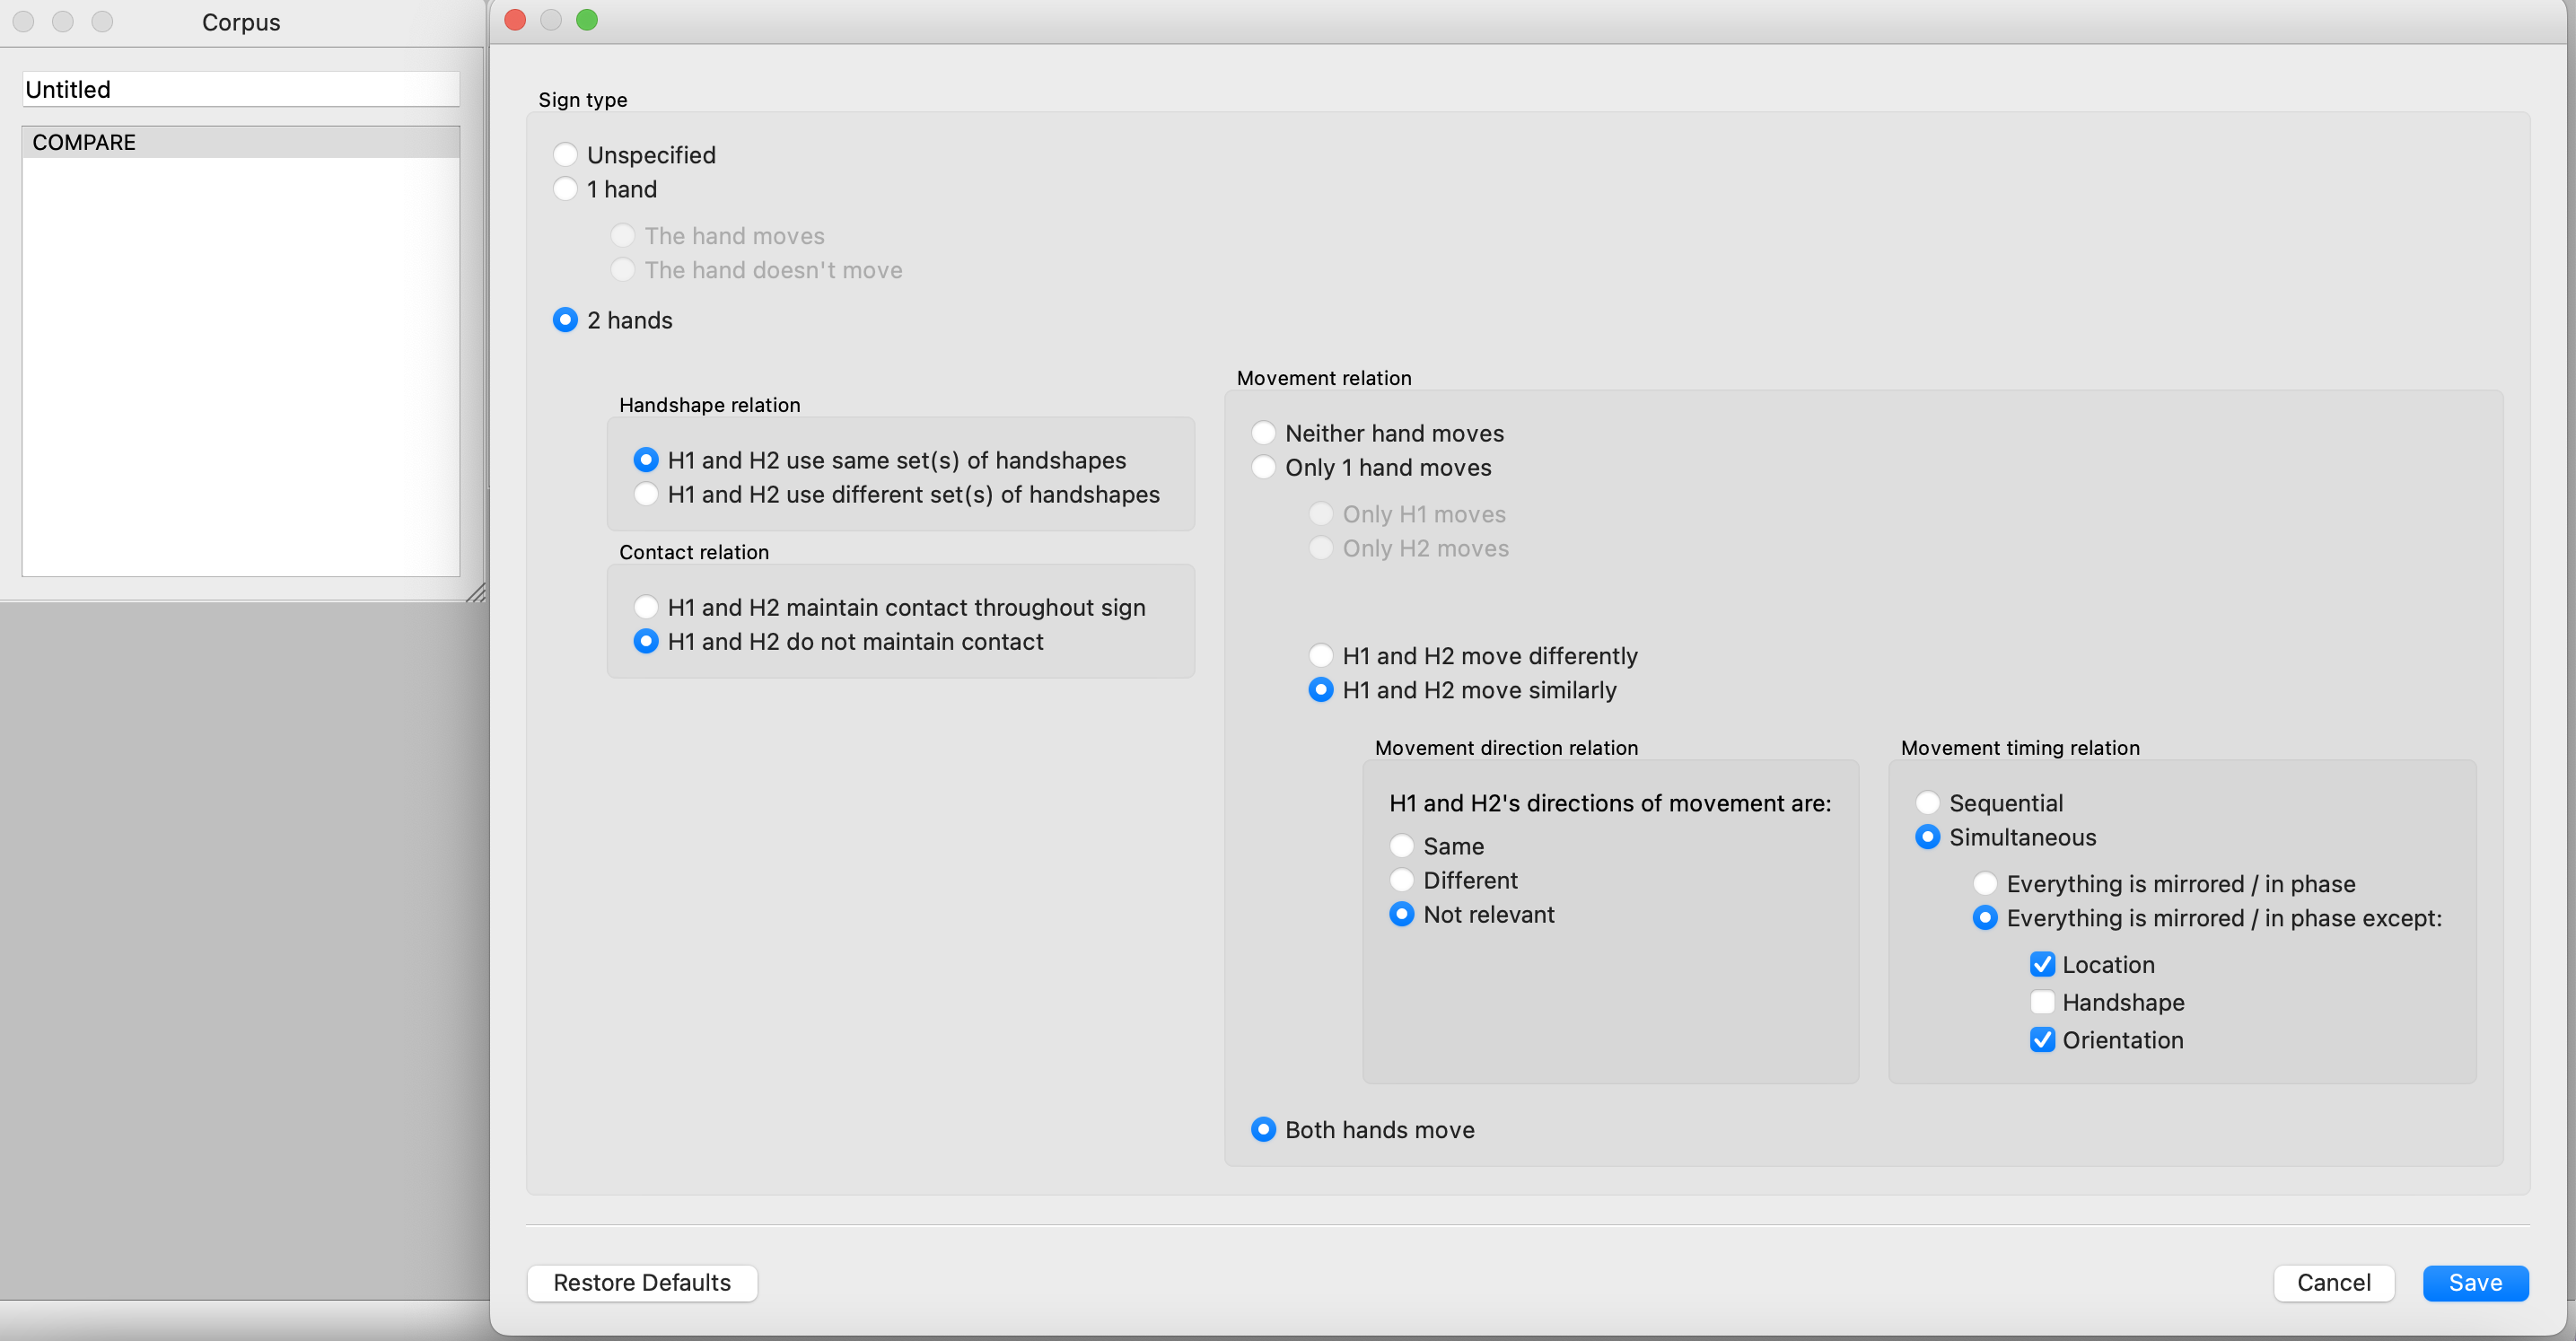 Corpus
Untitled
COMPARE
Sign type
Unspecified
1 hand
The hand moves
The hand doesn't move
2 hands
Handshape relation
H1 and H2 use same set(s) of handshapes
H1 and H2 use different set(s) of handshapes
Contact relation
H1 and H2 maintain contact throughout sign
H1 and H2 do not maintain contact
Movement relation
Neither hand moves
Only 1 hand moves
Only H1 moves
Only H2 moves
H1 and H2 move differently
H1 and H2 move similarly
Movement direction relation
H1 and H2's directions of movement are:
Same
Different
Not relevant
Movement timing relation
Sequential
Simultaneous
Everything is mirrored / in phase
Everything is mirrored / in phase except:
Location
Handshape
Orientation
Both hands move
Restore Defaults
Cancel
Save